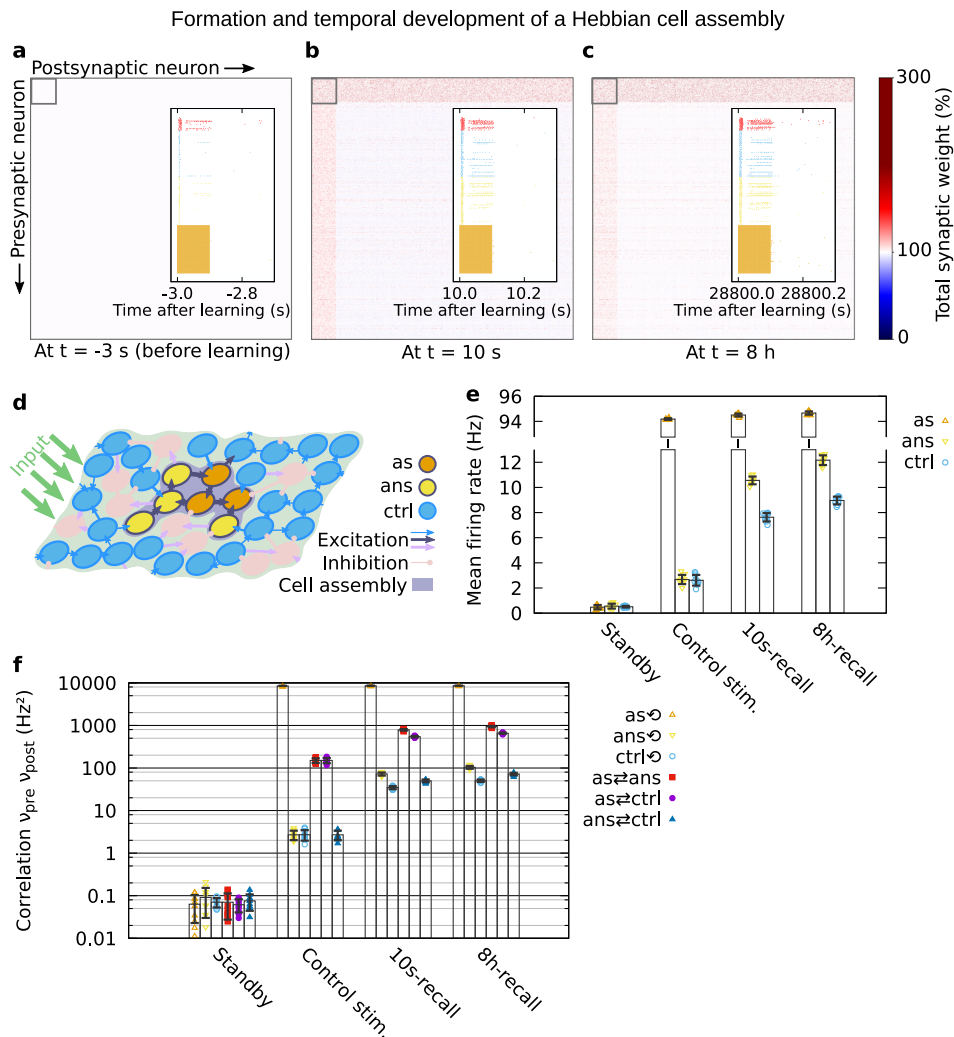 Formation and temporal development of a Hebbian cell assembly
a
b
c
Postsynaptic neuron
Presynaptic neuron
-3.0 -2.8
Time after learning (s)
At t = -3 s (before learning)
10.0 10.2
Time after learning (s)
At t = 10 s
28800.0 28800.2
Time after learning (s)
At t = 8 h
300
100
0
Total synaptic weight (%)
d
Input
as
ans
ctrl
Excitation
Inhibition
Cell assembly
e
Mean firing rate (Hz)
96
94
12
10
8
6
4
2
0
Standby
Control stim.
10s-recall
8h-recall
as
ans
ctrl
f
Correlation νpre νpost (Hz²)
10000
1000
100
10
1
0.1
0.01
Standby
Control stim.
10s-recall
8h-recall
as⟲
ans⟲
ctrl⟲
as⇄ans
as⇄ctrl
ans⇄ctrl